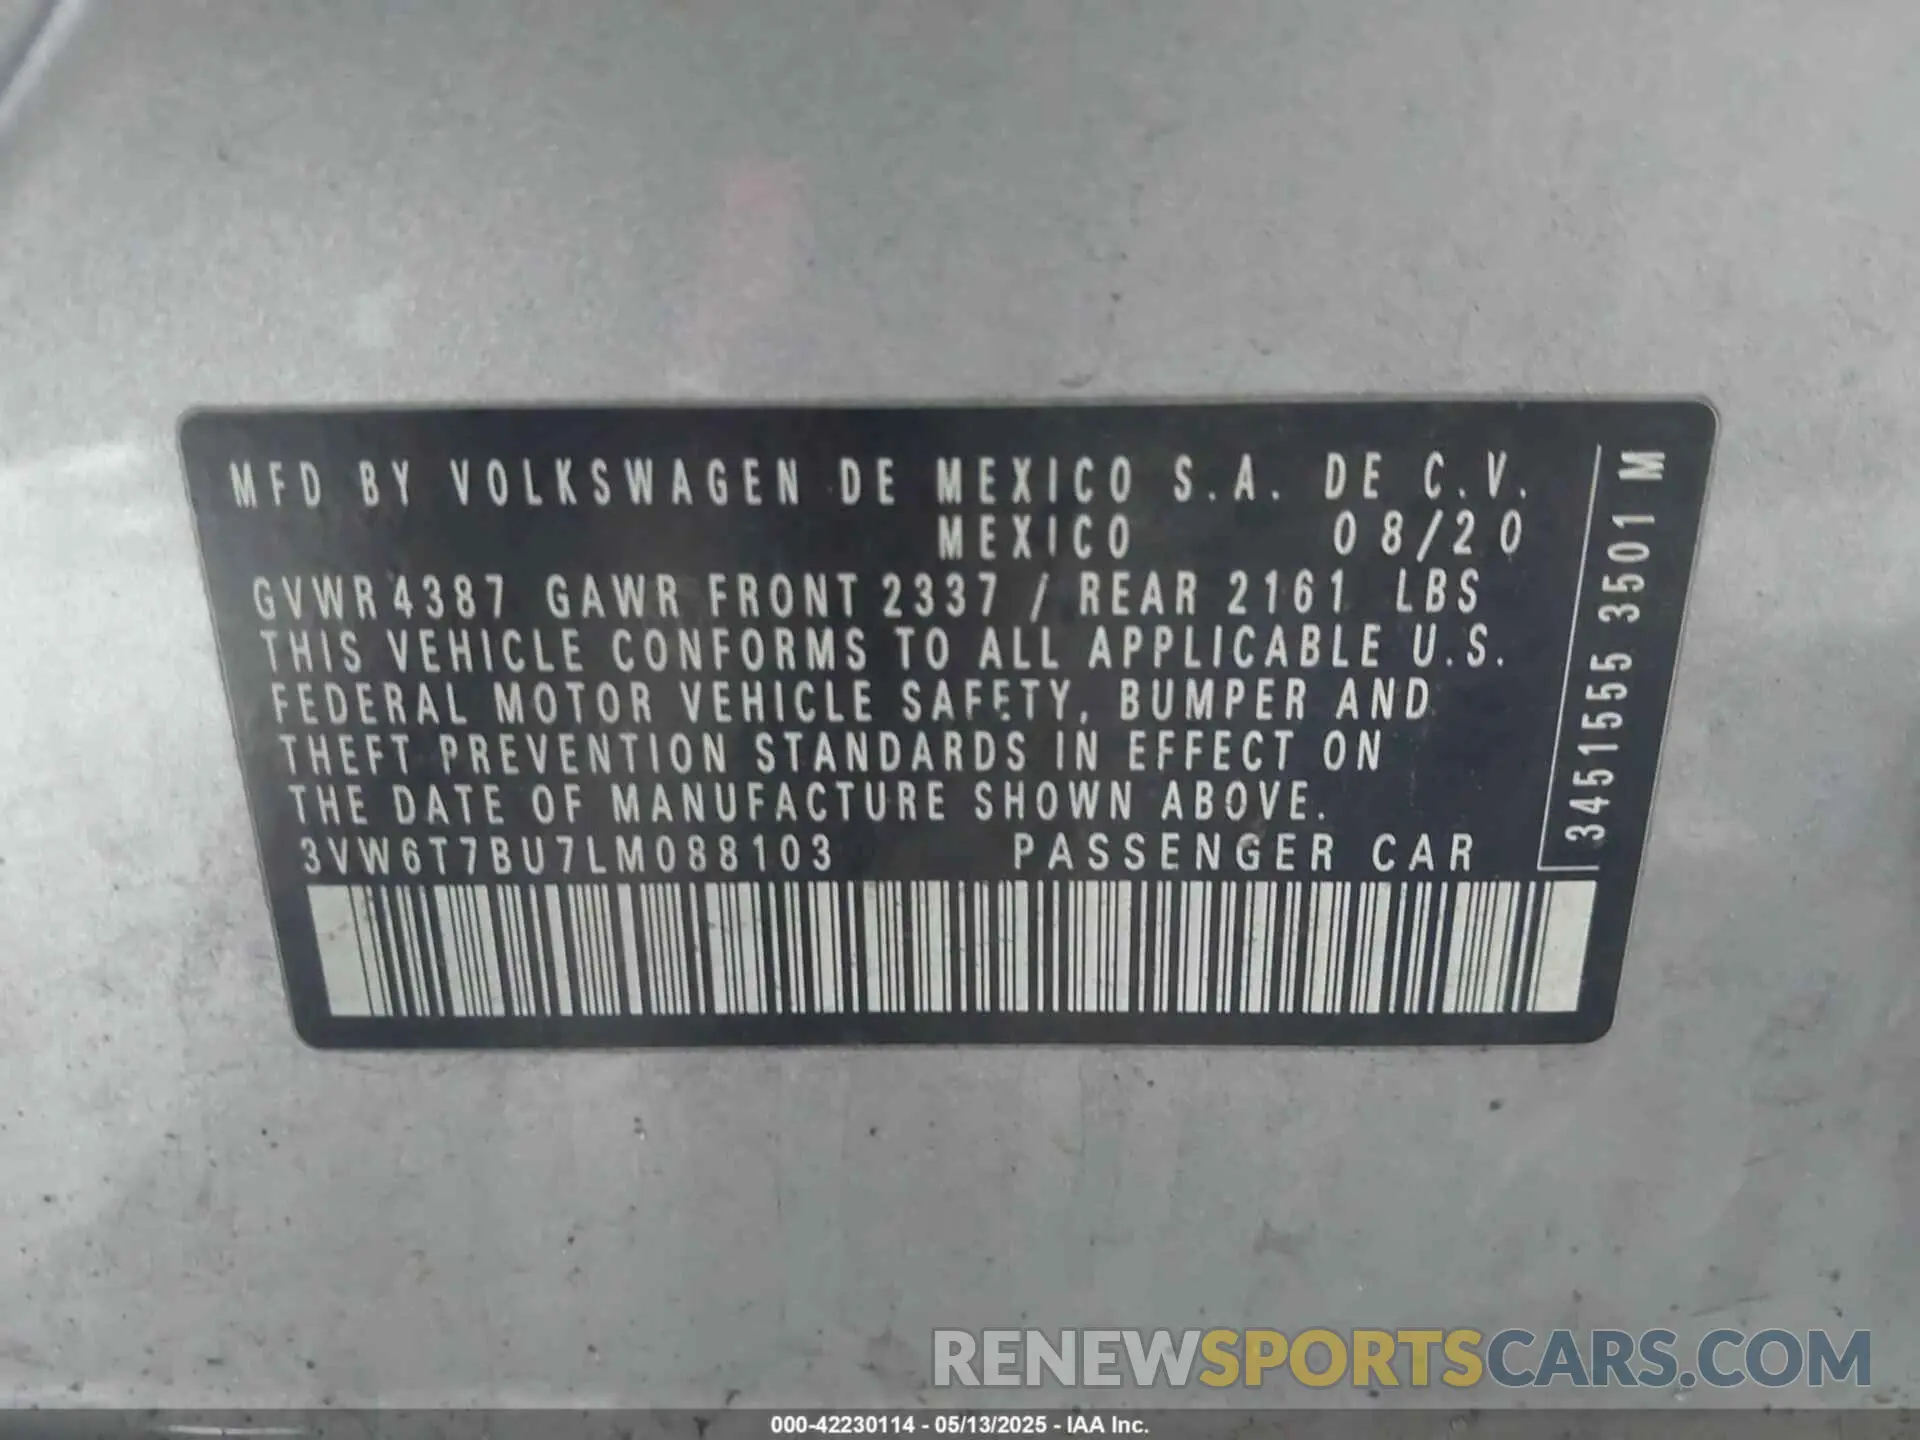 MFD BY VOLKSWAGEN DE MEXICO S.A. DE C.V.
MEXICO 08/20
GVWR 4387 GAWR FRONT 2337 / REAR 2161 LBS
THIS VEHICLE CONFORMS TO ALL APPLICABLE U.S.
FEDERAL MOTOR VEHICLE SAFETY, BUMPER AND
THEFT PREVENTION STANDARDS IN EFFECT ON
THE DATE OF MANUFACTURE SHOWN ABOVE.
3VW6T7BU7LM088103 PASSENGER CAR
3451555 3501 M
RENEWSPORTSCARS.COM
000-42230114 - 05/13/2025 - IAA Inc.